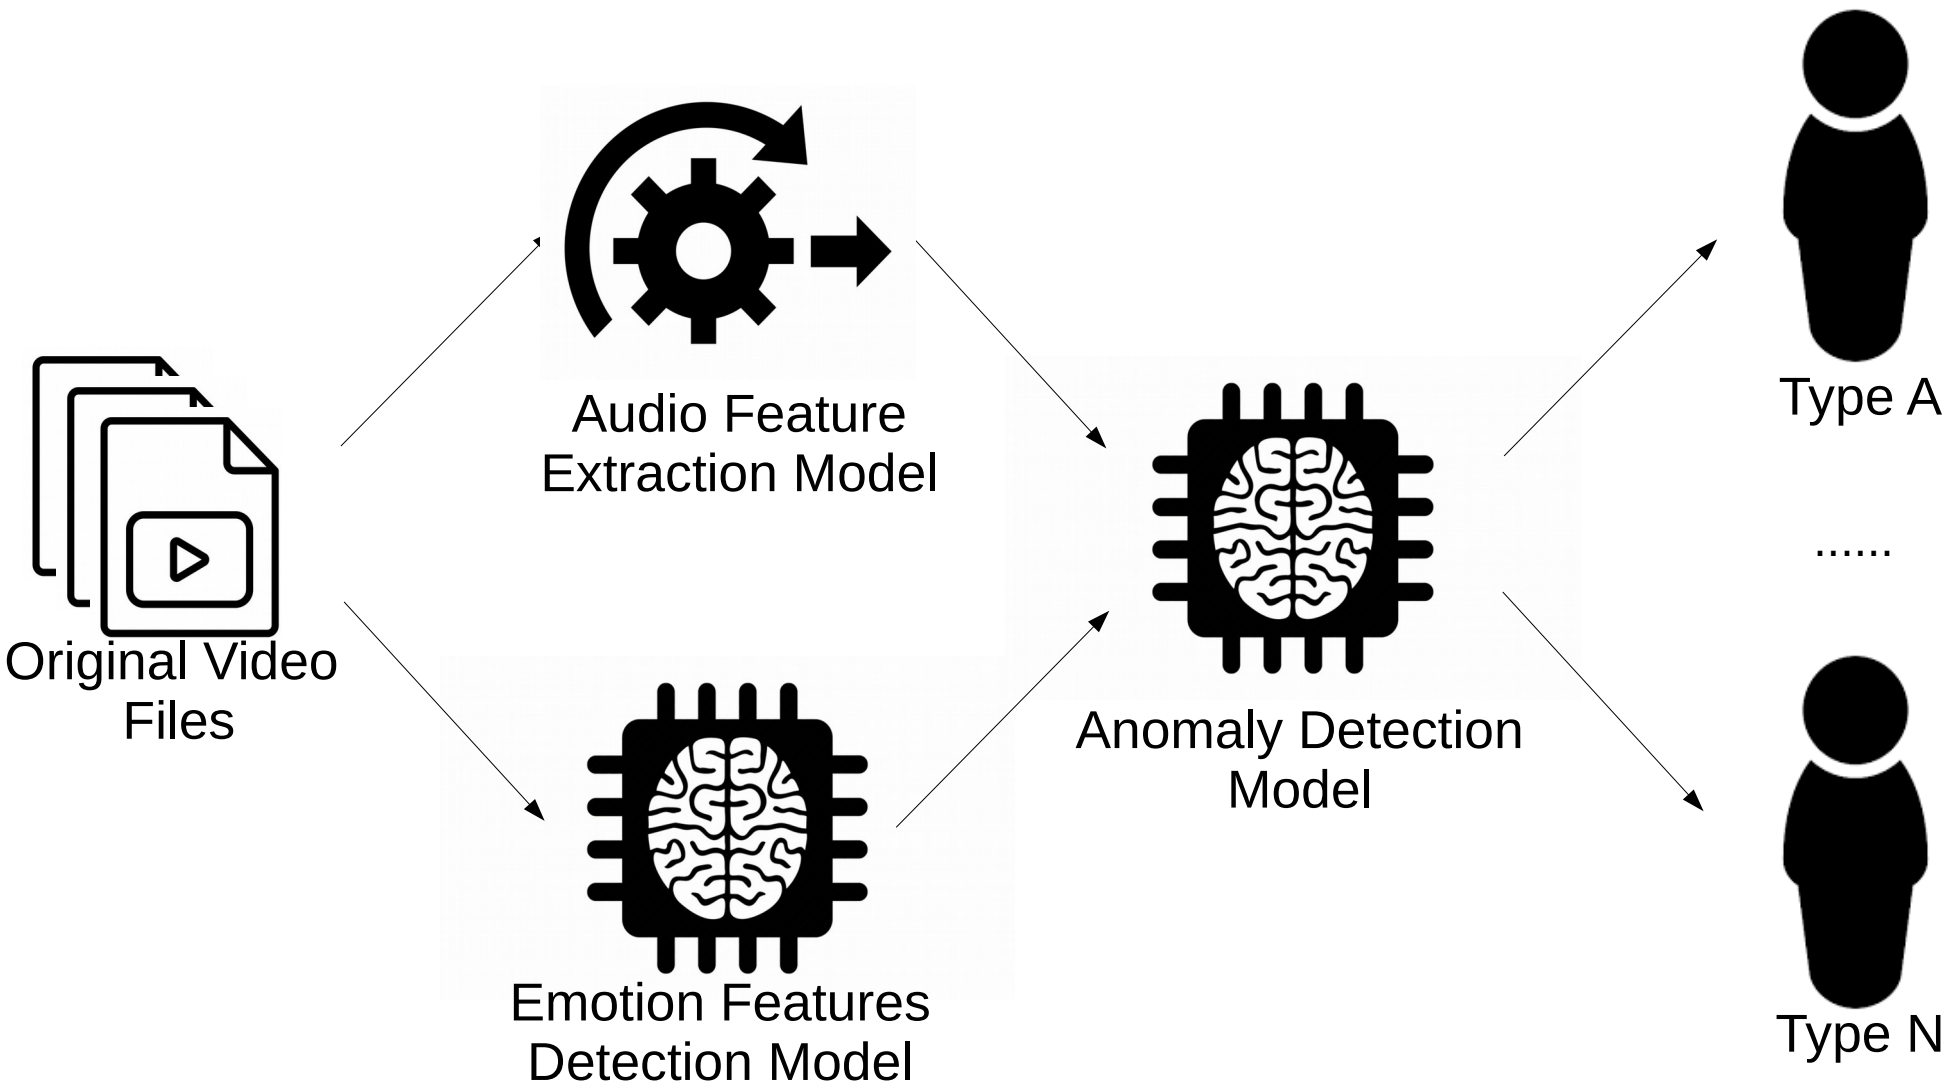 Original Video
Files
Audio Feature
Extraction Model
Emotion Features
Detection Model
Anomaly Detection
Model
Type A
......
Type N